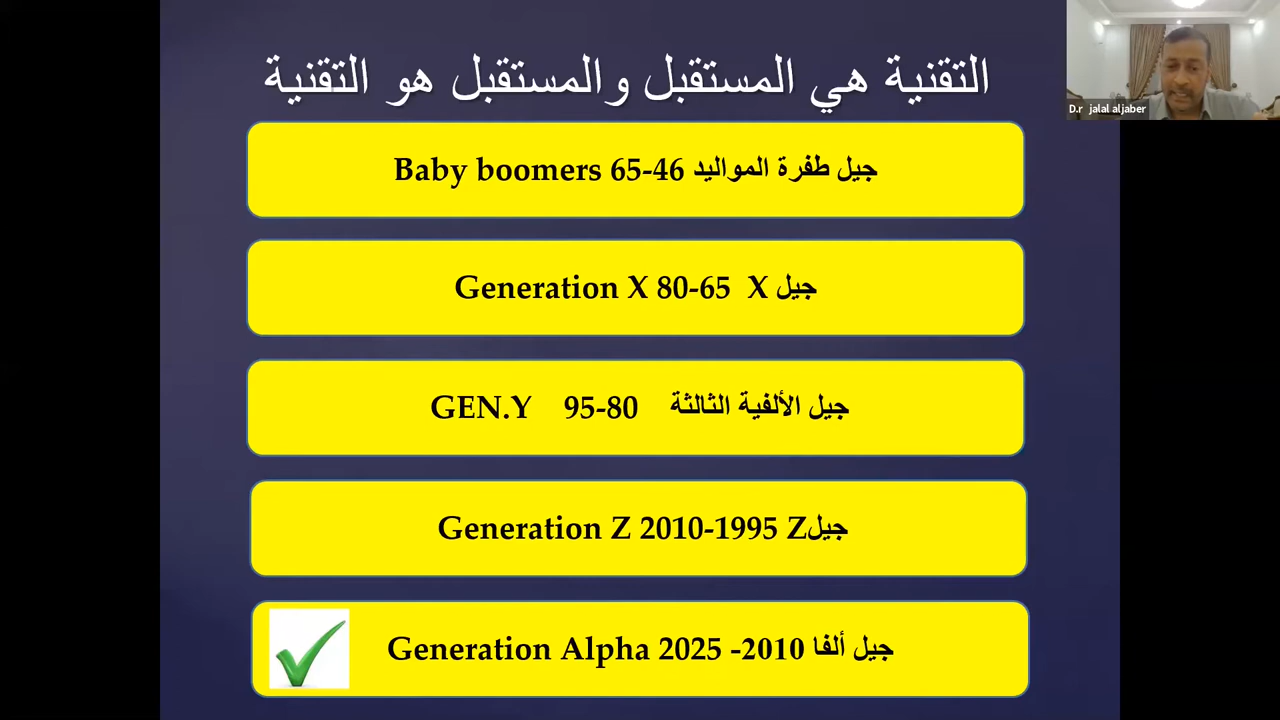 التقنية هي المستقبل والمستقبل هو التقنية
D.r jalal aljaber
جيل طفرة المواليد Baby boomers 65-46
جيل X Generation X 80-65
جيل الألفية الثالثة 95-80 GEN.Y
جيلZ Generation Z 2010-1995
جيل ألفا Generation Alpha 2025 -2010